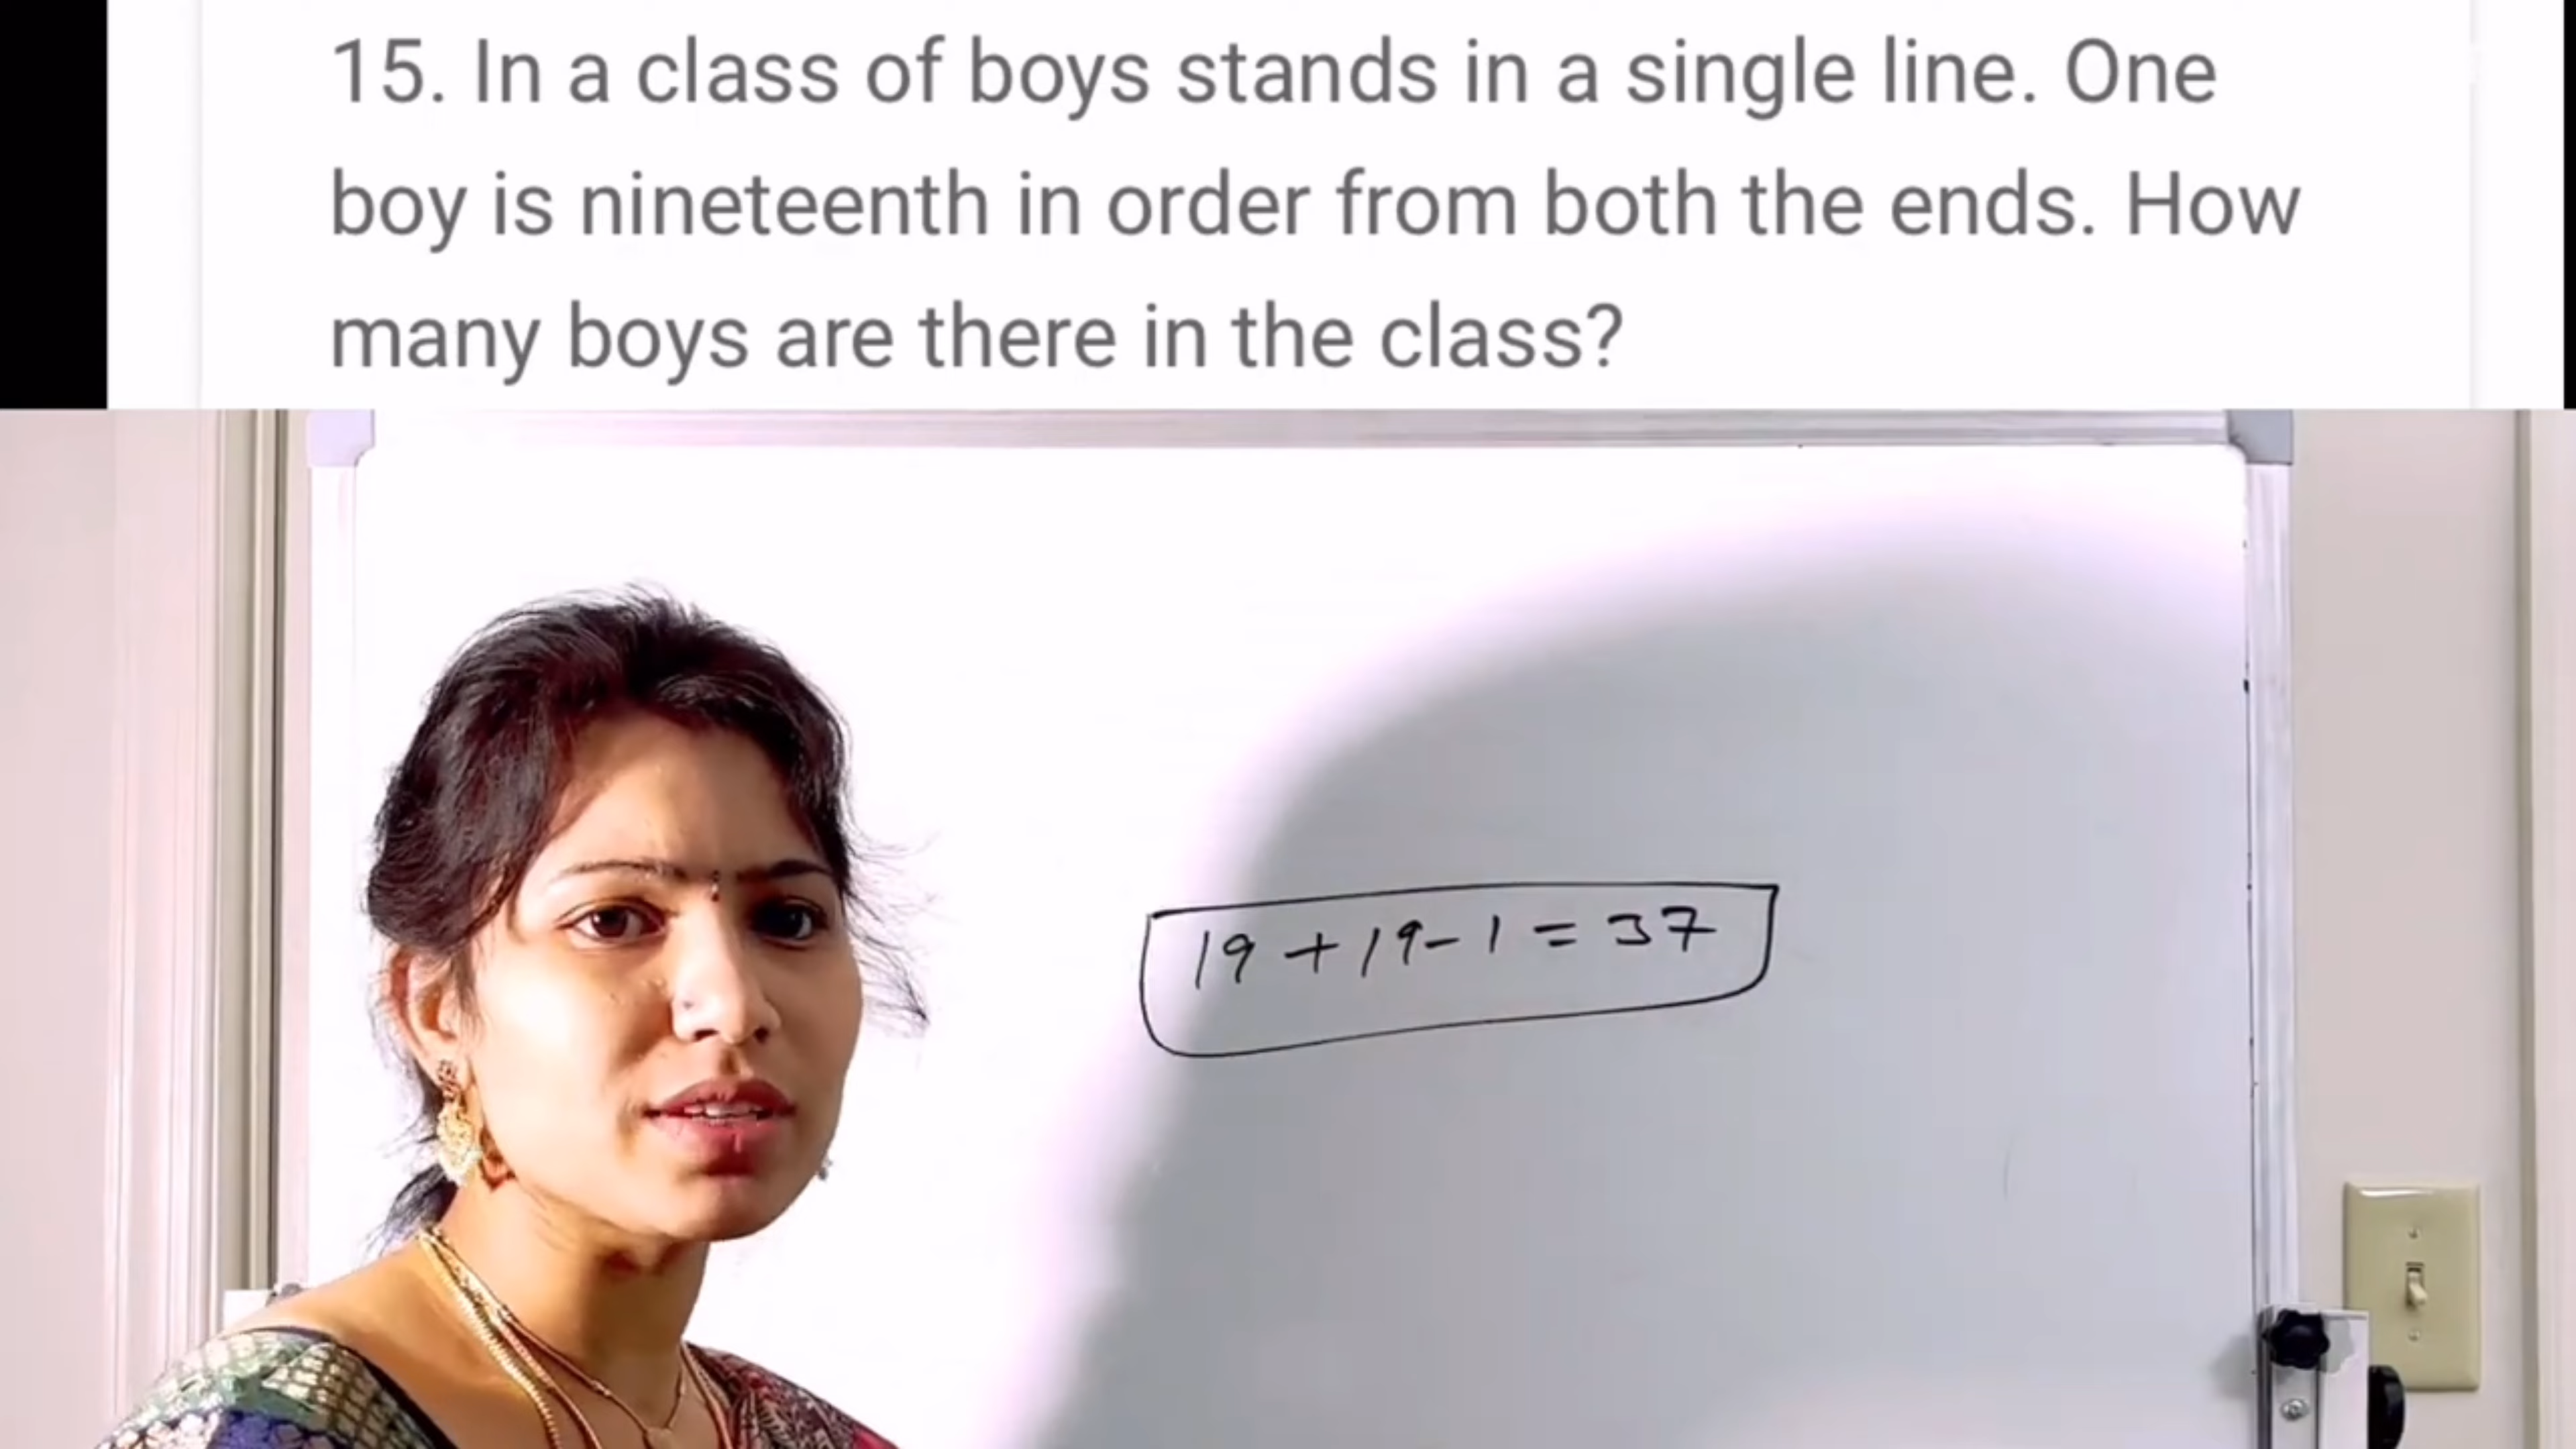 15. In a class of boys stands in a single line. One
boy is nineteenth in order from both the ends. How
many boys are there in the class?
19 + 19 - 1 = 37